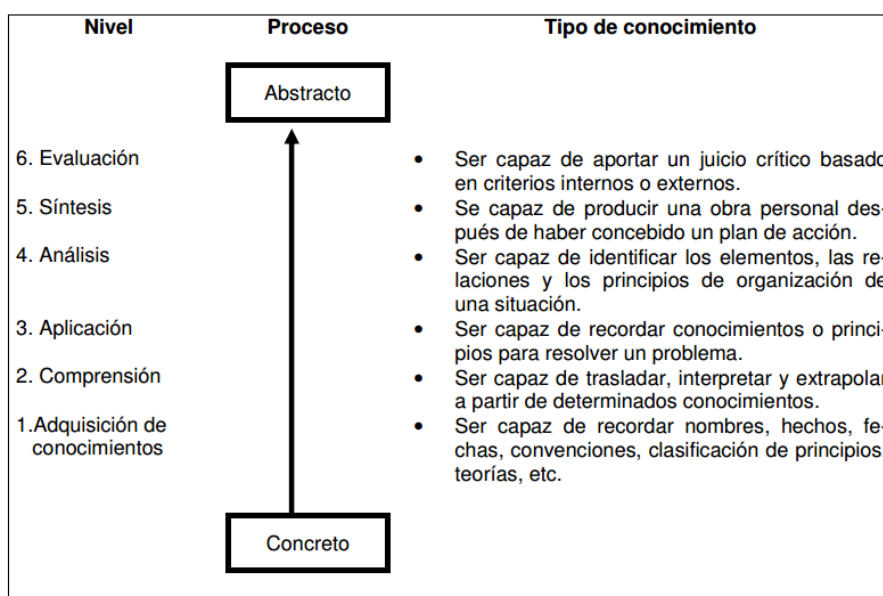 Nivel Proceso Tipo de conocimiento
Abstracto
6. Evaluación • Ser capaz de aportar un juicio crítico basado
en criterios internos o externos.
5. Síntesis • Se capaz de producir una obra personal des-
pués de haber concebido un plan de acción.
4. Análisis • Ser capaz de identificar los elementos, las re-
laciones y los principios de organización de
una situación.
3. Aplicación • Ser capaz de recordar conocimientos o princi-
pios para resolver un problema.
2. Comprensión • Ser capaz de trasladar, interpretar y extrapolar
a partir de determinados conocimientos.
1.Adquisición de • Ser capaz de recordar nombres, hechos, fe-
conocimientos chas, convenciones, clasificación de principios
teorías, etc.
Concreto